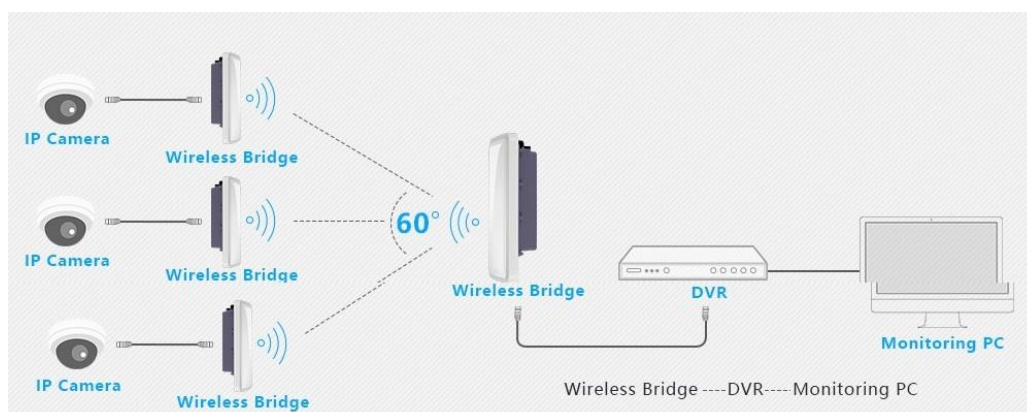 IP Camera
Wireless Bridge
IP Camera
Wireless Bridge
IP Camera
Wireless Bridge
60°
Wireless Bridge
DVR
Monitoring PC
Wireless Bridge ----DVR----Monitoring PC